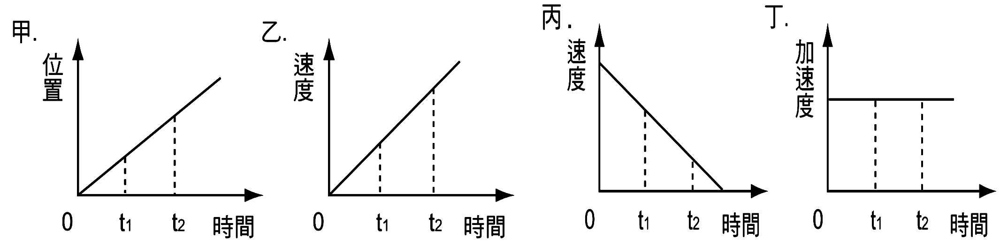 甲.
位置
0 t1 t2 時間
乙.
速度
0 t1 t2 時間
丙.
速度
0 t1 t2 時間
丁.
加速度
0 t1 t2 時間